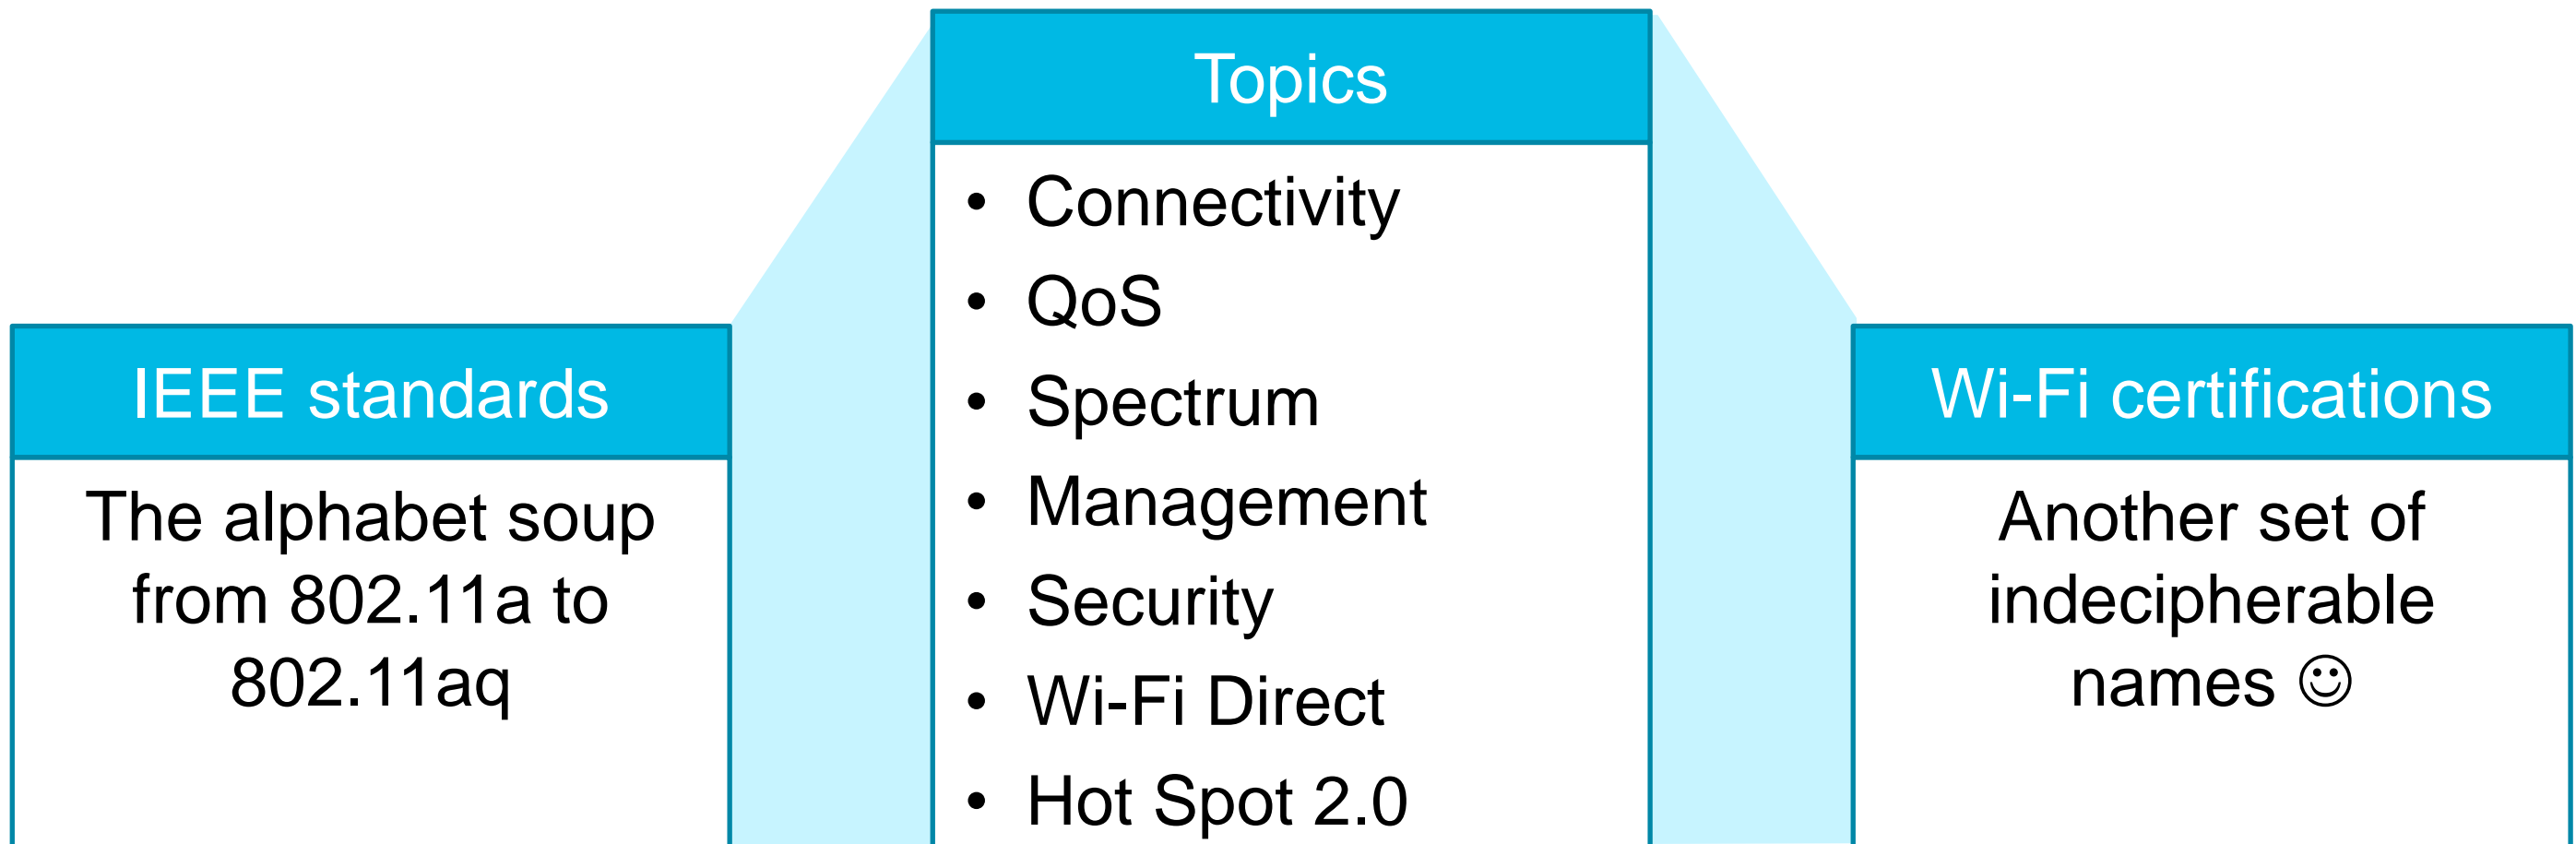 IEEE standards
The alphabet soup
from 802.11a to
802.11aq
Topics
• Connectivity
• QoS
• Spectrum
• Management
• Security
• Wi-Fi Direct
• Hot Spot 2.0
Wi-Fi certifications
Another set of
indecipherable
names ☺